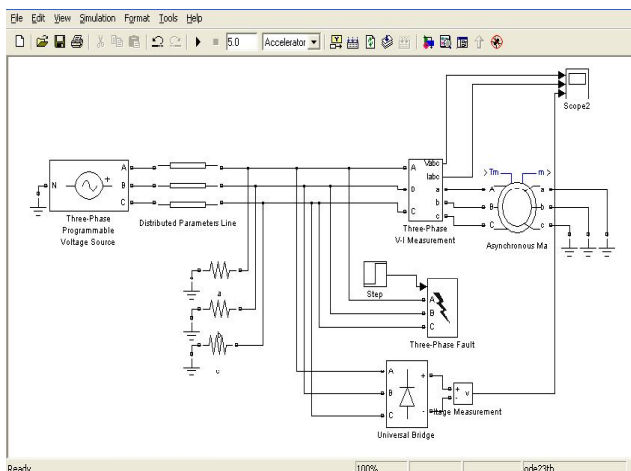 File Edit View Simulation Format Tools Help
5.0 Accelerator
Scope2
Vabc
Iabc
A
B
C
N
A
B
C
a
b
c
Tm
m
A
B
C
a
b
c
Three-Phase
Programmable
Voltage Source
Distributed Parameters Line
Three-Phase
V-I Measurement
Asynchronous Ma
a
Step
A
B
C
Three-Phase Fault
c
A
B
C
+
-
+
-
v
ltage Measurement
Universal Bridge
Ready 100% ode23tb